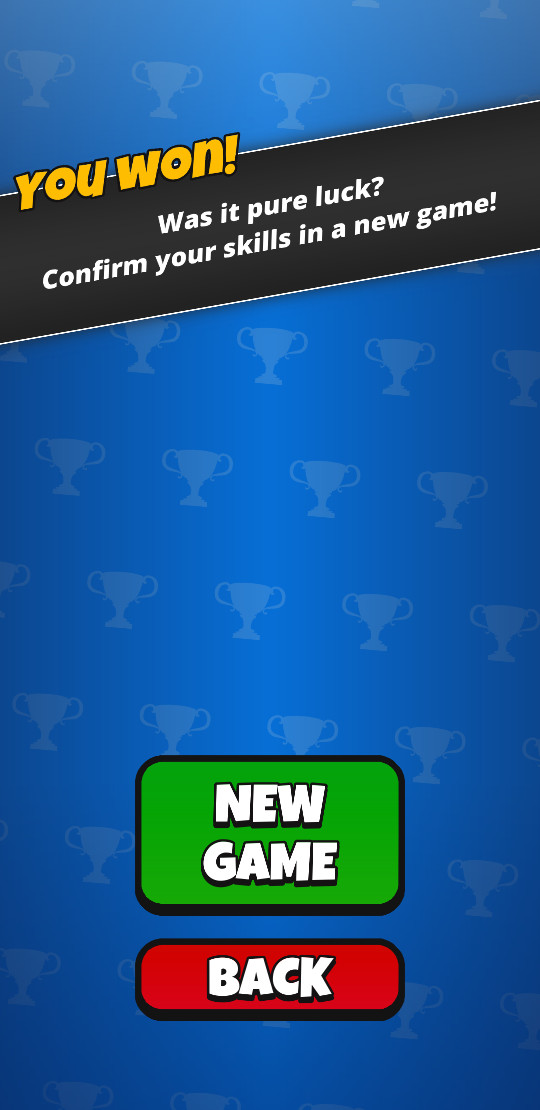 YOU WON!
Was it pure luck?
Confirm your skills in a new game!
NEW
GAME
BACK